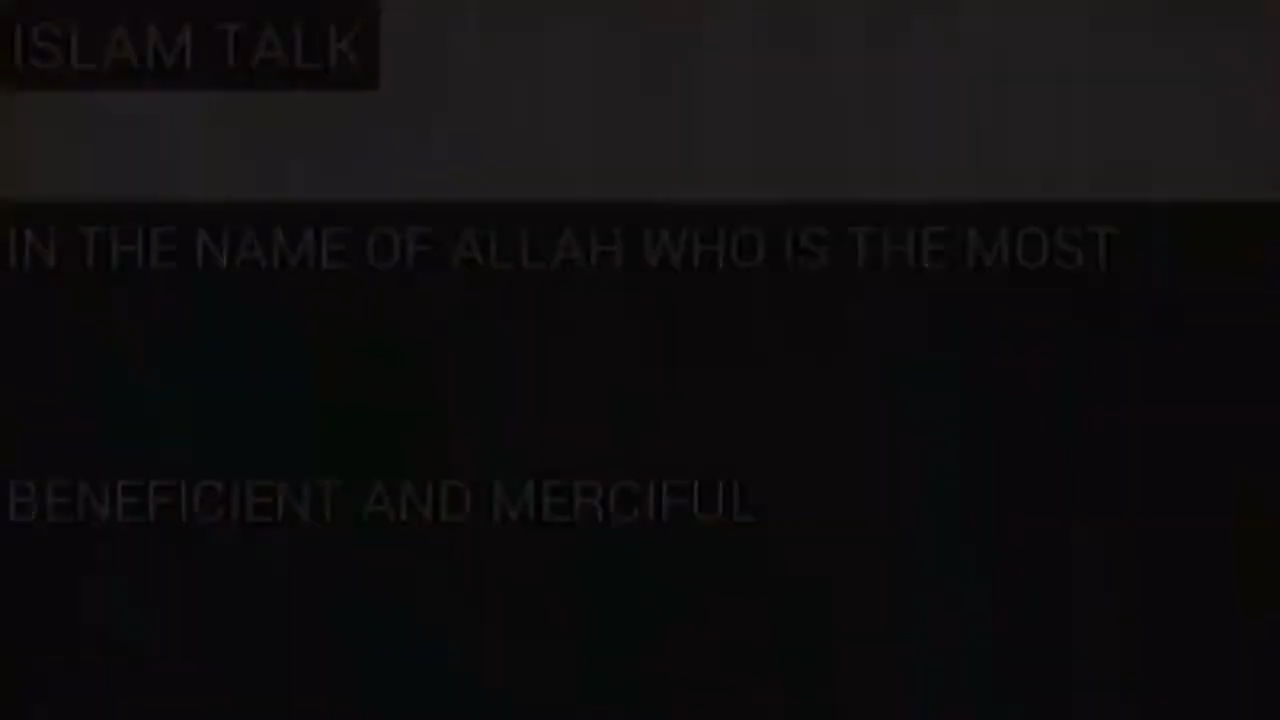 ISLAM TALK
IN THE NAME OF ALLAH WHO IS THE MOST
BENEFICIENT AND MERCIFUL